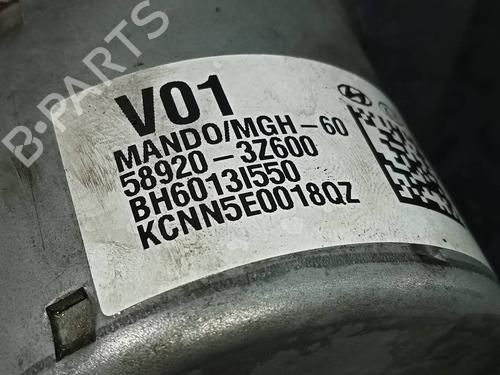 B-PARTS
V01
MANDO/MGH-60
58920-3Z600
BH6013I550
KCNN5E0018QZ